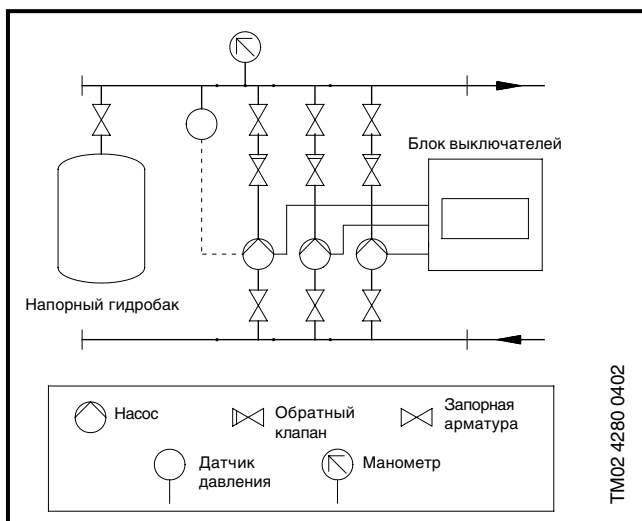 Блок выключателей
Напорный гидробак
Насос
Обратный
клапан
Запорная
арматура
Датчик
давления
Манометр
TM02 4280 0402